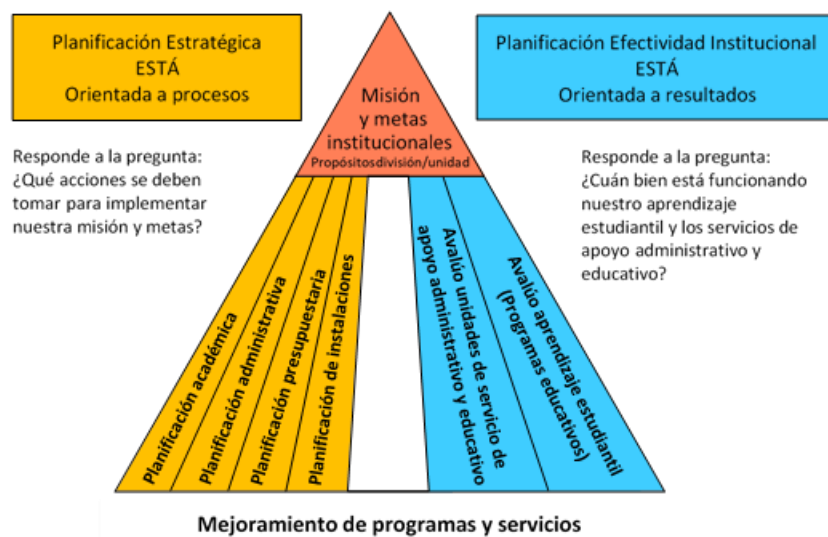 Planificación Estratégica
ESTÁ
Orientada a procesos
Planificación Efectividad Institucional
ESTÁ
Orientada a resultados
Misión
y metas
institucionales
Propósitosdivisión/unidad
Responde a la pregunta:
¿Qué acciones se deben
tomar para implementar
nuestra misión y metas?
Responde a la pregunta:
¿Cuán bien está funcionando
nuestro aprendizaje
estudiantil y los servicios de
apoyo administrativo y
educativo?
Planificación académica
Planificación administrativa
Planificación presupuestaria
Planificación de instalaciones
Avalúo unidades de servicio de
apoyo administrativo y educativo
Avalúo aprendizaje estudiantil
(Programas educativos)
Mejoramiento de programas y servicios